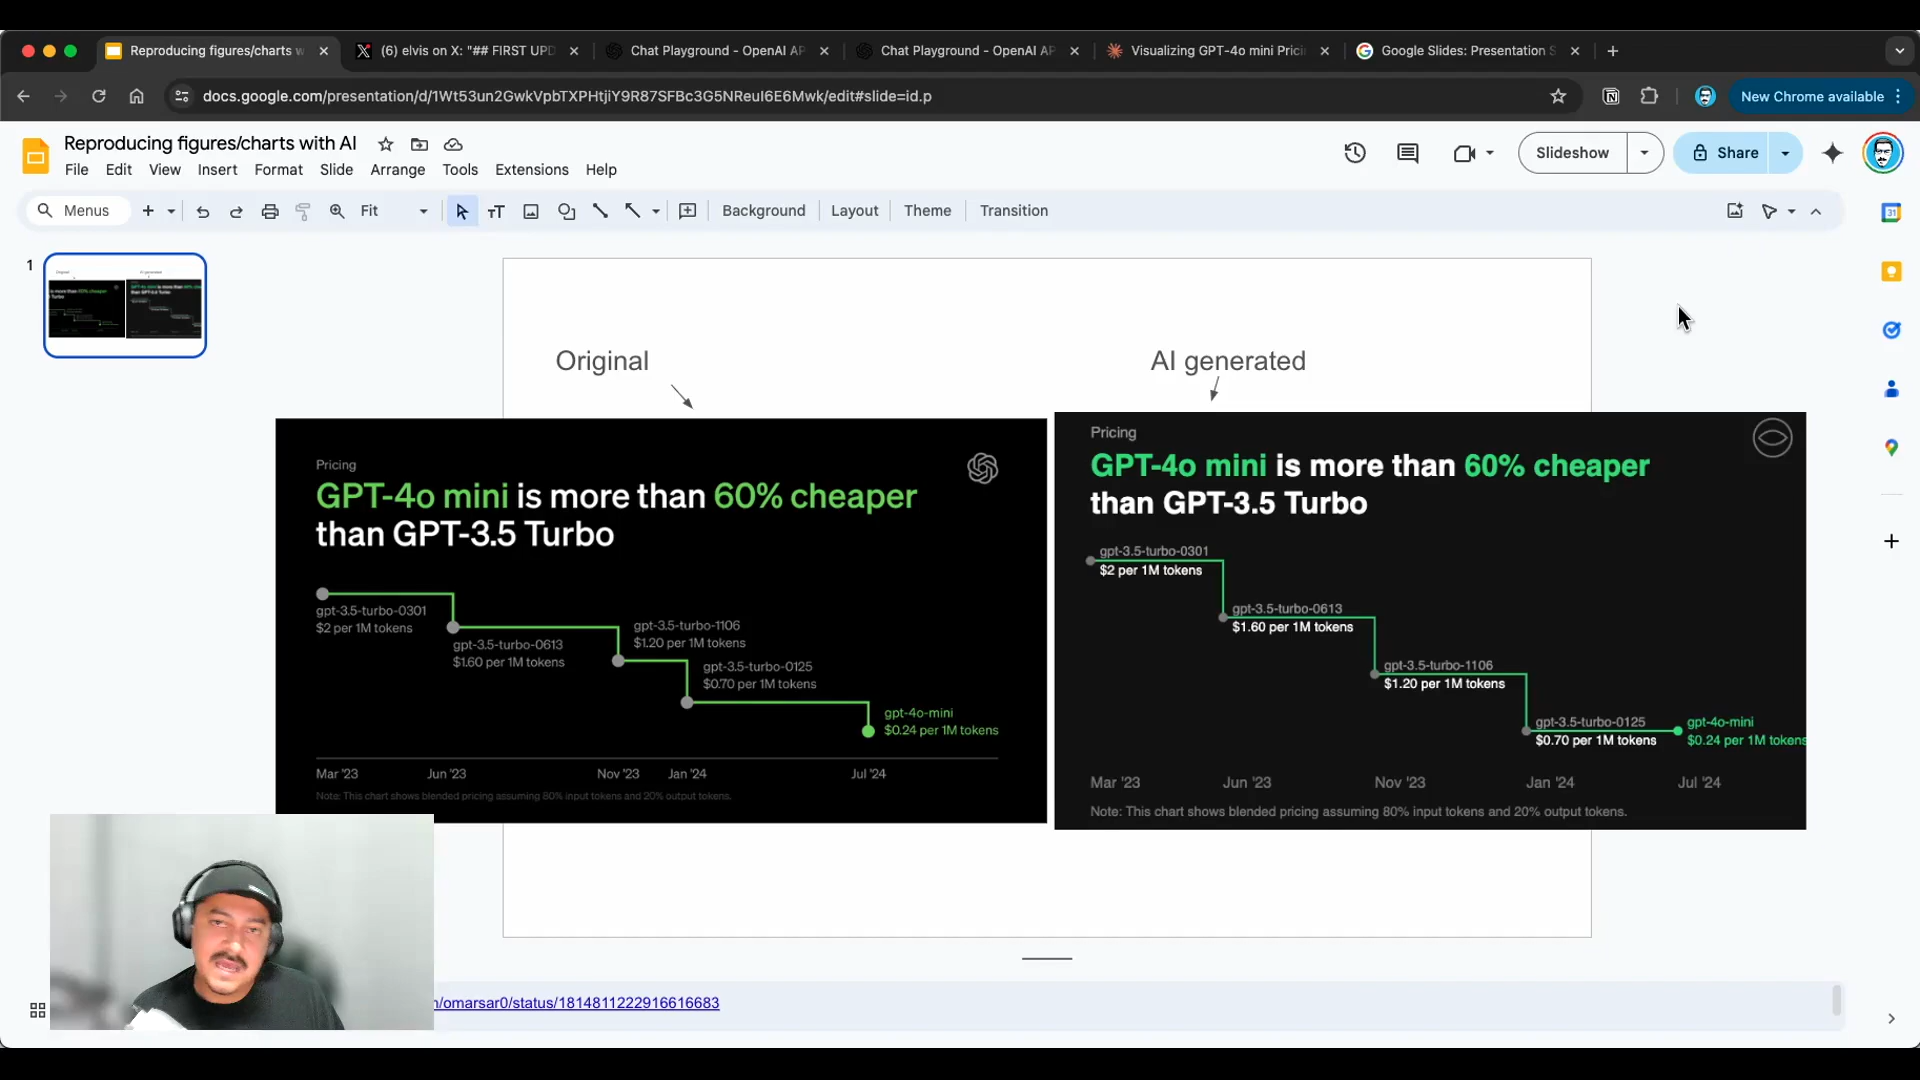 Reproducing figures/charts w
(6) elvis on X: "## FIRST UPD
Chat Playground - OpenAI AP
Chat Playground - OpenAI AP
Visualizing GPT-4o mini Prici
Google Slides: Presentation S
docs.google.com/presentation/d/1Wt53un2GwkVpbTXPHtjiY9R87SFBc3G5NReuI6E6Mwk/edit#slide=id.p
New Chrome available
Reproducing figures/charts with AI
File Edit View Insert Format Slide Arrange Tools Extensions Help
Slideshow
Share
Menus
Fit
Background
Layout
Theme
Transition
31
1
Original
AI generated
Pricing
GPT-4o mini is more than 60% cheaper
than GPT-3.5 Turbo
gpt-3.5-turbo-0301
$2 per 1M tokens
gpt-3.5-turbo-0613
$1.60 per 1M tokens
gpt-3.5-turbo-1106
$1.20 per 1M tokens
gpt-3.5-turbo-0125
$0.70 per 1M tokens
gpt-4o-mini
$0.24 per 1M tokens
Mar '23 Jun '23 Nov '23 Jan '24 Jul '24
Note: This chart shows blended pricing assuming 80% input tokens and 20% output tokens.
Pricing
GPT-4o mini is more than 60% cheaper
than GPT-3.5 Turbo
gpt-3.5-turbo-0301
$2 per 1M tokens
gpt-3.5-turbo-0613
$1.60 per 1M tokens
gpt-3.5-turbo-1106
$1.20 per 1M tokens
gpt-3.5-turbo-0125
$0.70 per 1M tokens
gpt-4o-mini
$0.24 per 1M tokens
Mar '23 Jun '23 Nov '23 Jan '24 Jul '24
Note: This chart shows blended pricing assuming 80% input tokens and 20% output tokens.
/omarsar0/status/1814811222916616683